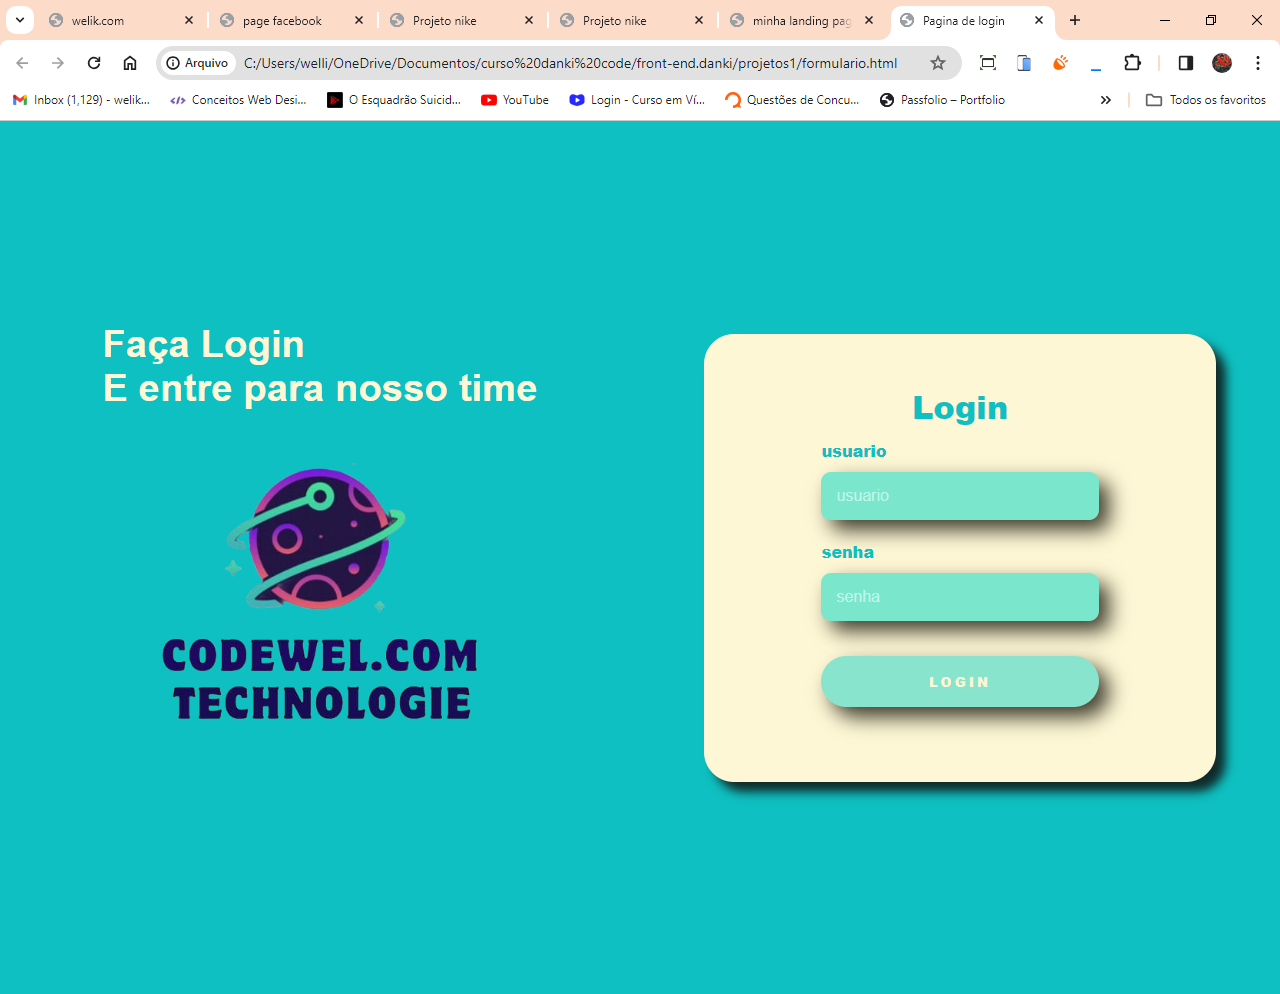 welik.com
page facebook
Projeto nike
Projeto nike
minha landing pag
Pagina de login
Arquivo
C:/Users/welli/OneDrive/Documentos/curso%20danki%20code/front-end.danki/projetos1/formulario.html
Inbox (1,129) - welik...
Conceitos Web Desi...
O Esquadrão Suicid...
YouTube
Login - Curso em Ví...
Questões de Concu...
Passfolio – Portfolio
Todos os favoritos
Faça Login
E entre para nosso time
CODEWEL.COM
TECHNOLOGIE
Login
usuario
usuario
senha
senha
LOGIN